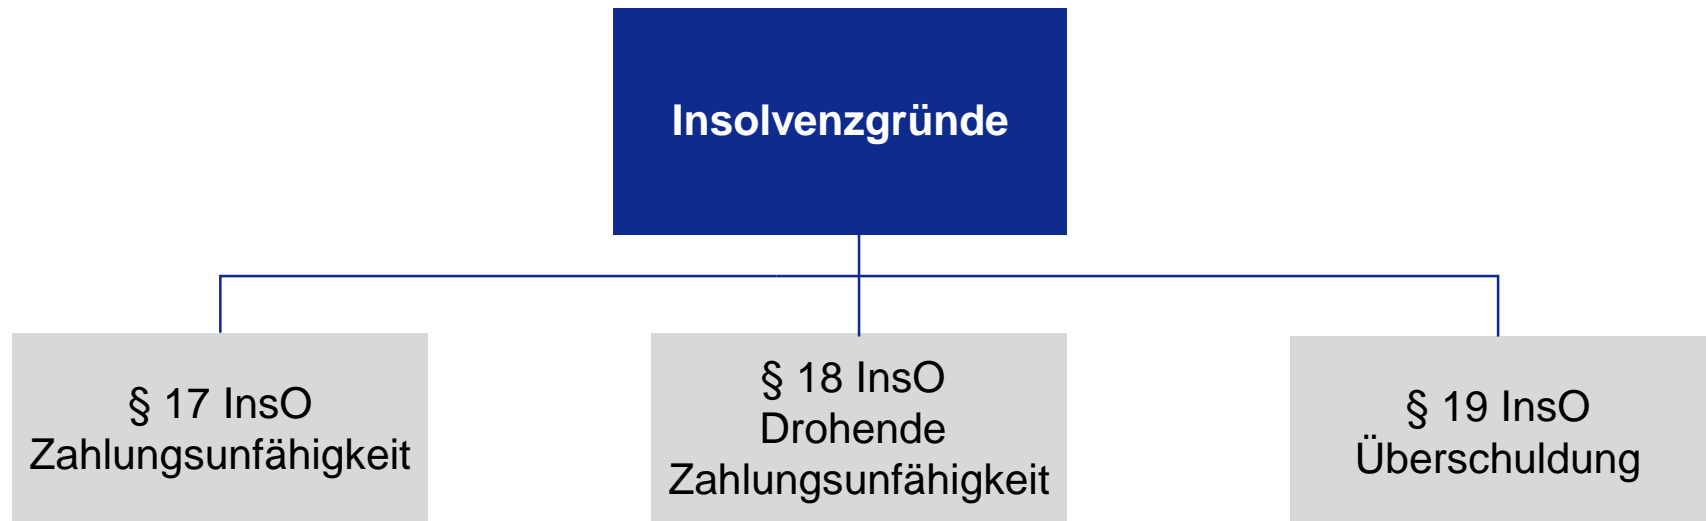 Insolvenzgründe
§ 17 InsO
Zahlungsunfähigkeit
§ 18 InsO
Drohende
Zahlungsunfähigkeit
§ 19 InsO
Überschuldung